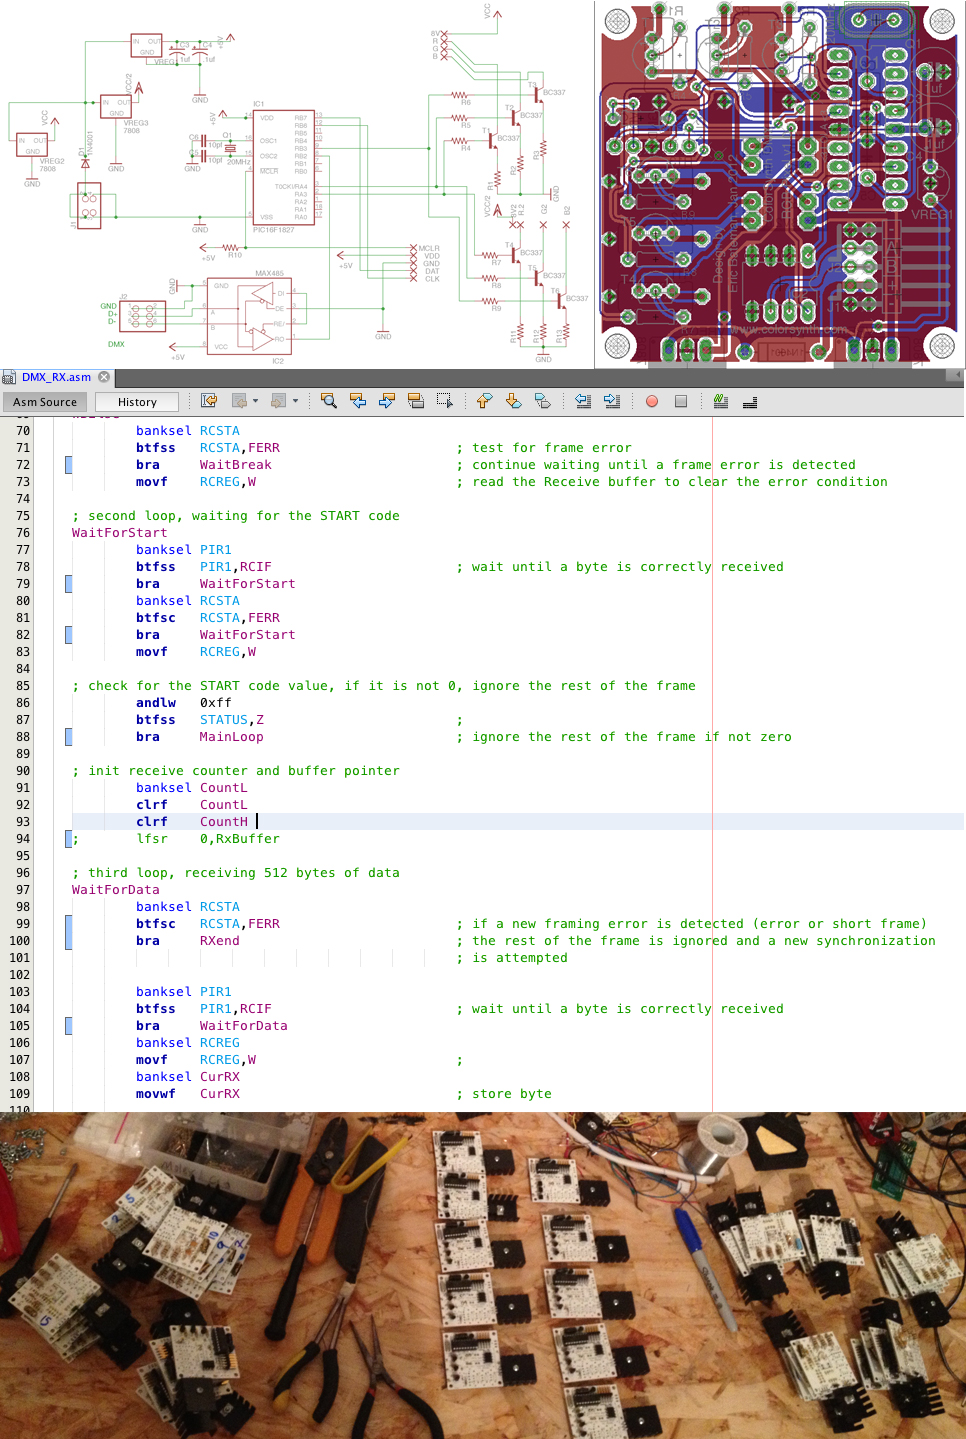 IN
OUT
GND
VREG1
C3
.1uf
C4
.1uf
+5V
GND
VCC
VCC/2
IN
OUT
GND
VREG3
7808
VCC
IN
OUT
GND
VREG2
7808
D1
1N4001
GND
GND
J1
GND
+5V
C6
10pf
10pf
Q1
20MHz
GND
IC1
VDD
OSC1
OSC2
MCLR
VSS
RB7
RB6
RB5
RB4
RB3
RB2
RB1
RB0
T0CKI/RA4
RA3
RA2
RA1
RA0
PIC16F1827
+5V
R10
+5V
MCLR
VDD
GND
DAT
CLK
8V
R
G
B
R6
R5
R4
T1
T2
T3
BC337
BC337
BC337
R1
R2
R3
GND
VCC/2
8V2
R.2
G2
B2
R7
R8
R9
T4
T5
T6
BC337
BC337
BC337
R11
R12
R13
GND
J2
GND
D+
D-
DMX
GND
+5V
MAX485
GND
A
B
VCC
DI
DE
RE/
RO
IC2
GND
IC1
VREG1
Design by
Eric Bateman, Jan 2012
www.colorsynth.com
DMX_RX.asm
Asm Source
History
70 banksel RCSTA
71 btfss RCSTA,FERR ; test for frame error
72 bra WaitBreak ; continue waiting until a frame error is detected
73 movf RCREG,W ; read the Receive buffer to clear the error condition
74
75 ; second loop, waiting for the START code
76 WaitForStart
77 banksel PIR1
78 btfss PIR1,RCIF ; wait until a byte is correctly received
79 bra WaitForStart
80 banksel RCSTA
81 btfsc RCSTA,FERR
82 bra WaitForStart
83 movf RCREG,W
84
85 ; check for the START code value, if it is not 0, ignore the rest of the frame
86 andlw 0xff
87 btfss STATUS,Z ;
88 bra MainLoop ; ignore the rest of the frame if not zero
89
90 ; init receive counter and buffer pointer
91 banksel CountL
92 clrf CountL
93 clrf CountH
94 ; lfsr 0,RxBuffer
95
96 ; third loop, receiving 512 bytes of data
97 WaitForData
98 banksel RCSTA
99 btfsc RCSTA,FERR ; if a new framing error is detected (error or short frame)
100 bra RXend ; the rest of the frame is ignored and a new synchronization
101 ; is attempted
102
103 banksel PIR1
104 btfss PIR1,RCIF ; wait until a byte is correctly received
105 bra WaitForData
106 banksel RCREG
107 movf RCREG,W ;
108 banksel CurRX
109 movwf CurRX ; store byte
110